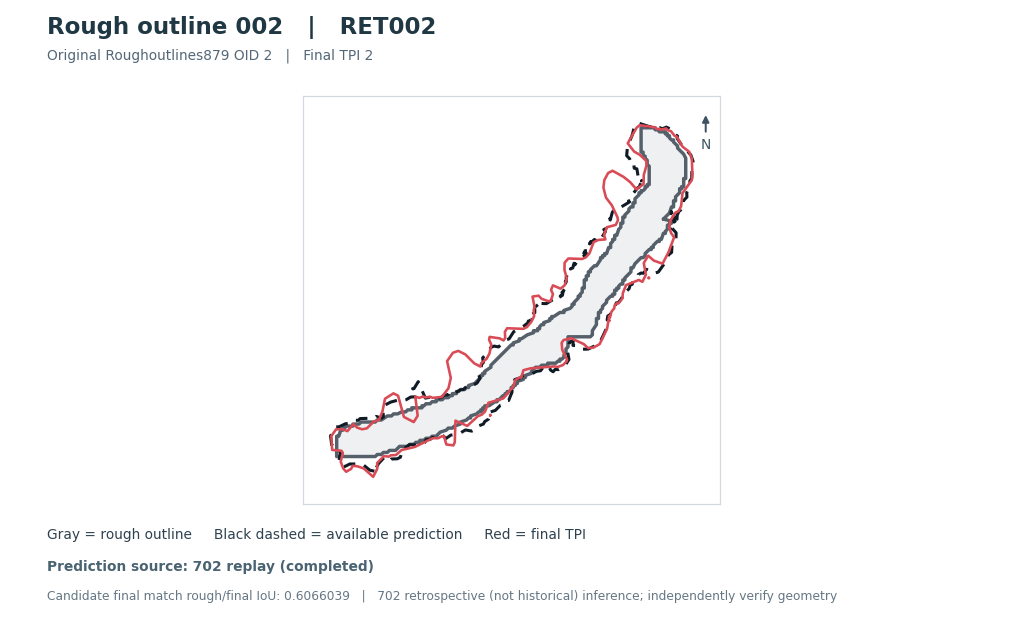 Rough outline 002   |   RET002
Original Roughoutlines879 OID 2   |   Final TPI 2
N
Gray = rough outline     Black dashed = available prediction     Red = final TPI
Prediction source: 702 replay (completed)
Candidate final match rough/final IoU: 0.6066039   |   702 retrospective (not historical) inference; independently verify geometry